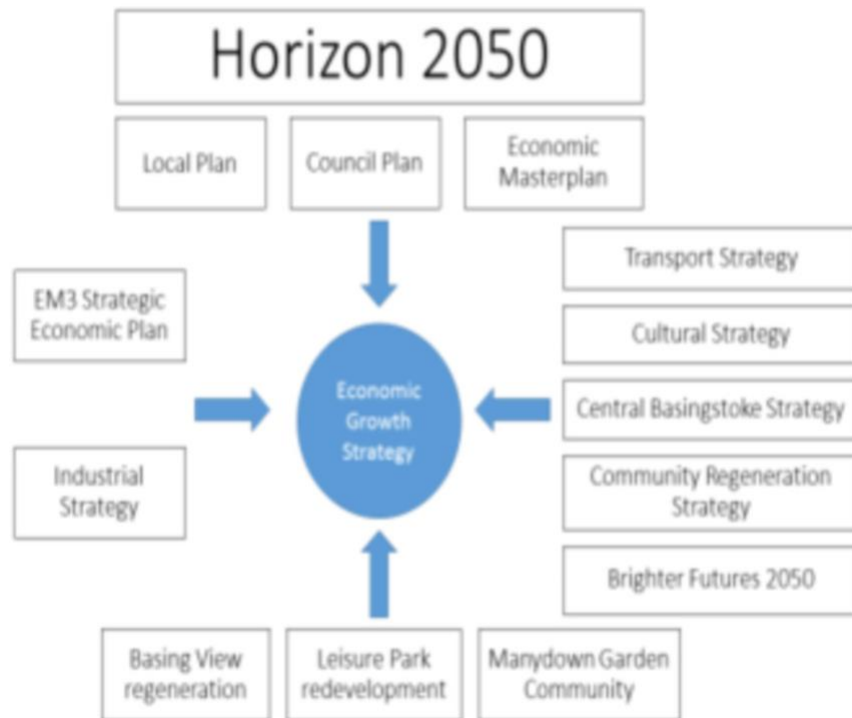 Horizon 2050
Local Plan
Council Plan
Economic
Masterplan
EM3 Strategic
Economic Plan
Industrial
Strategy
Economic
Growth
Strategy
Transport Strategy
Cultural Strategy
Central Basingstoke Strategy
Community Regeneration
Strategy
Brighter Futures 2050
Basing View
regeneration
Leisure Park
redevelopment
Manydown Garden
Community